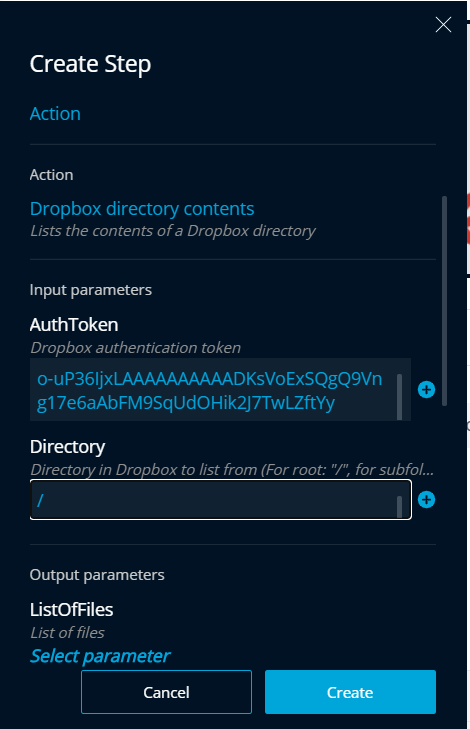 Create Step
Action
Action
Dropbox directory contents
Lists the contents of a Dropbox directory
Input parameters
AuthToken
Dropbox authentication token
o-uP36IjxLAAAAAAAAAADKsVoExSQgQ9Vn
g17e6aAbFM9SqUdOHik2J7TwLZftYy
Directory
Directory in Dropbox to list from (For root: "/", for subfol...
/
Output parameters
ListOfFiles
List of files
Select parameter
Cancel
Create